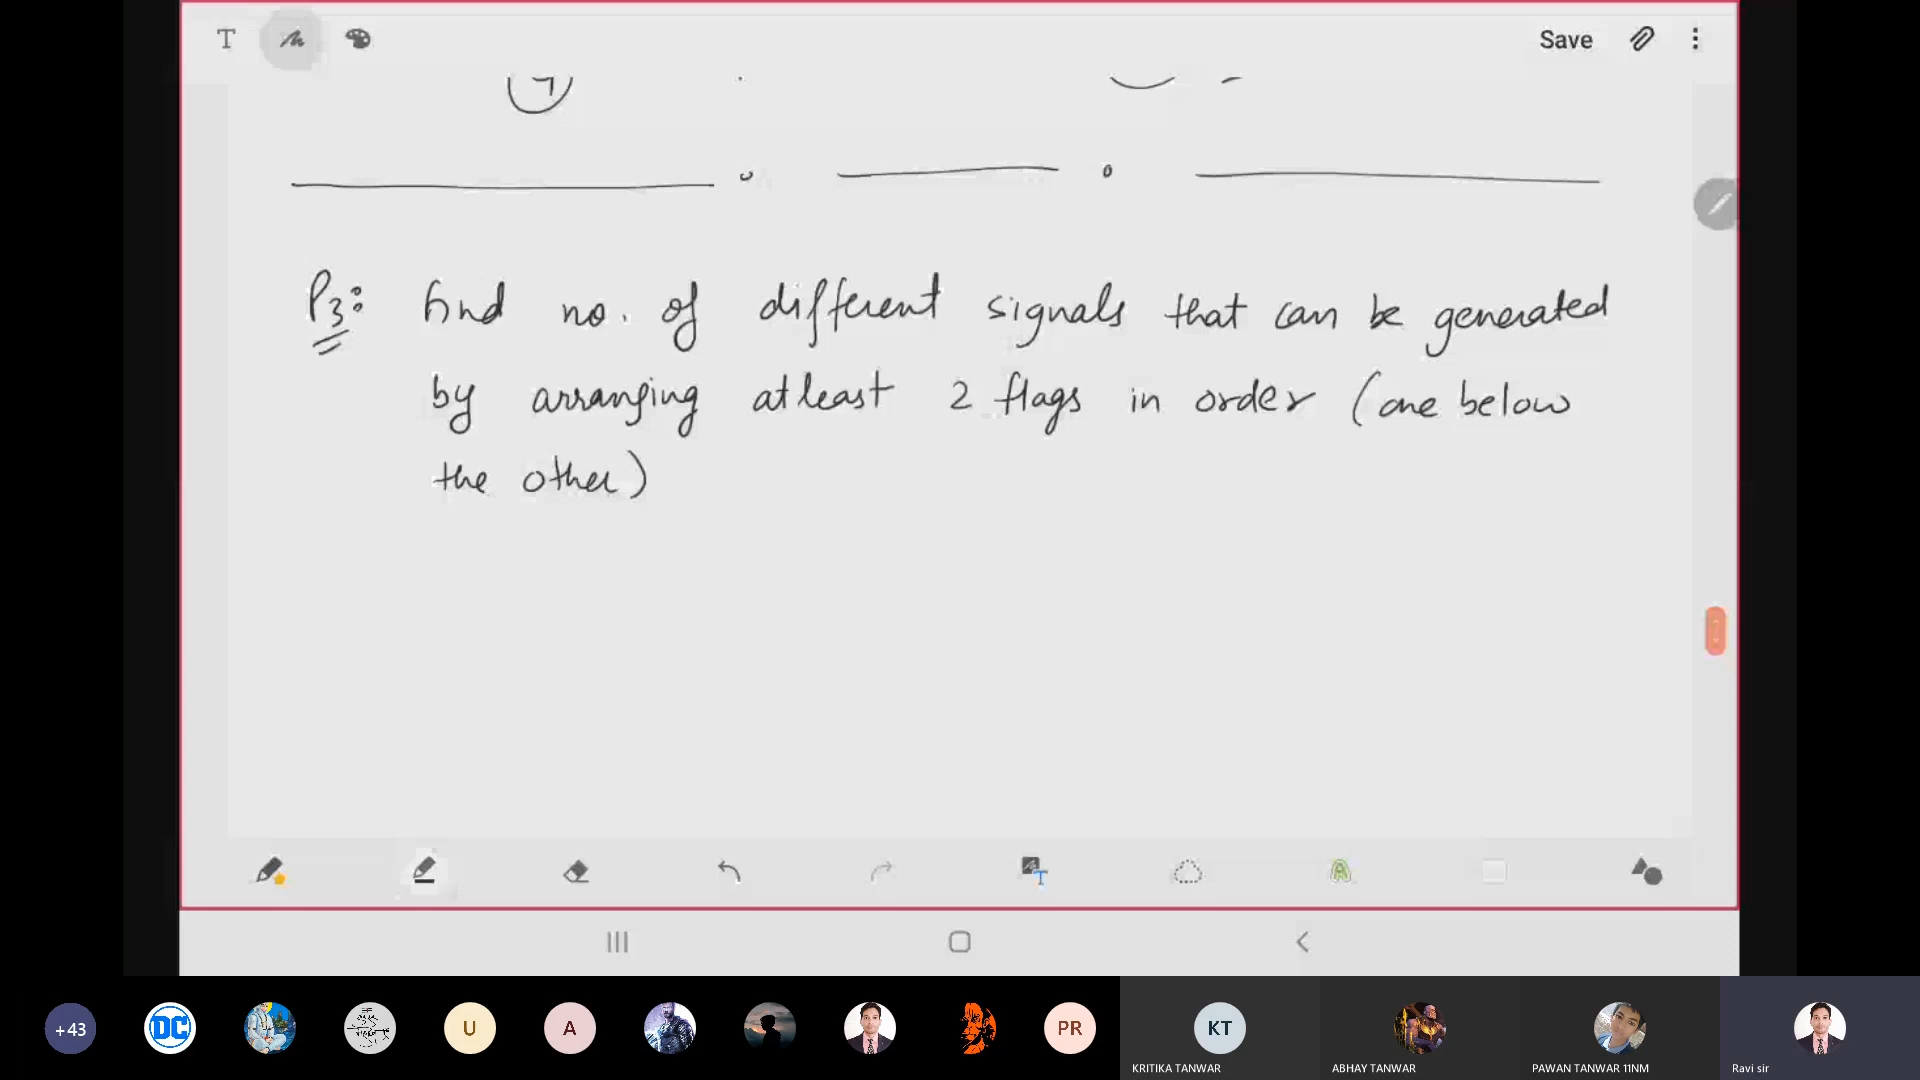 T
Save
P3: find no. of different signals that can be generated
by arranging atleast 2 flags in order (one below
the other)
+43
DC
U
A
PR
KT
KRITIKA TANWAR
ABHAY TANWAR
PAWAN TANWAR 11NM
Ravi sir